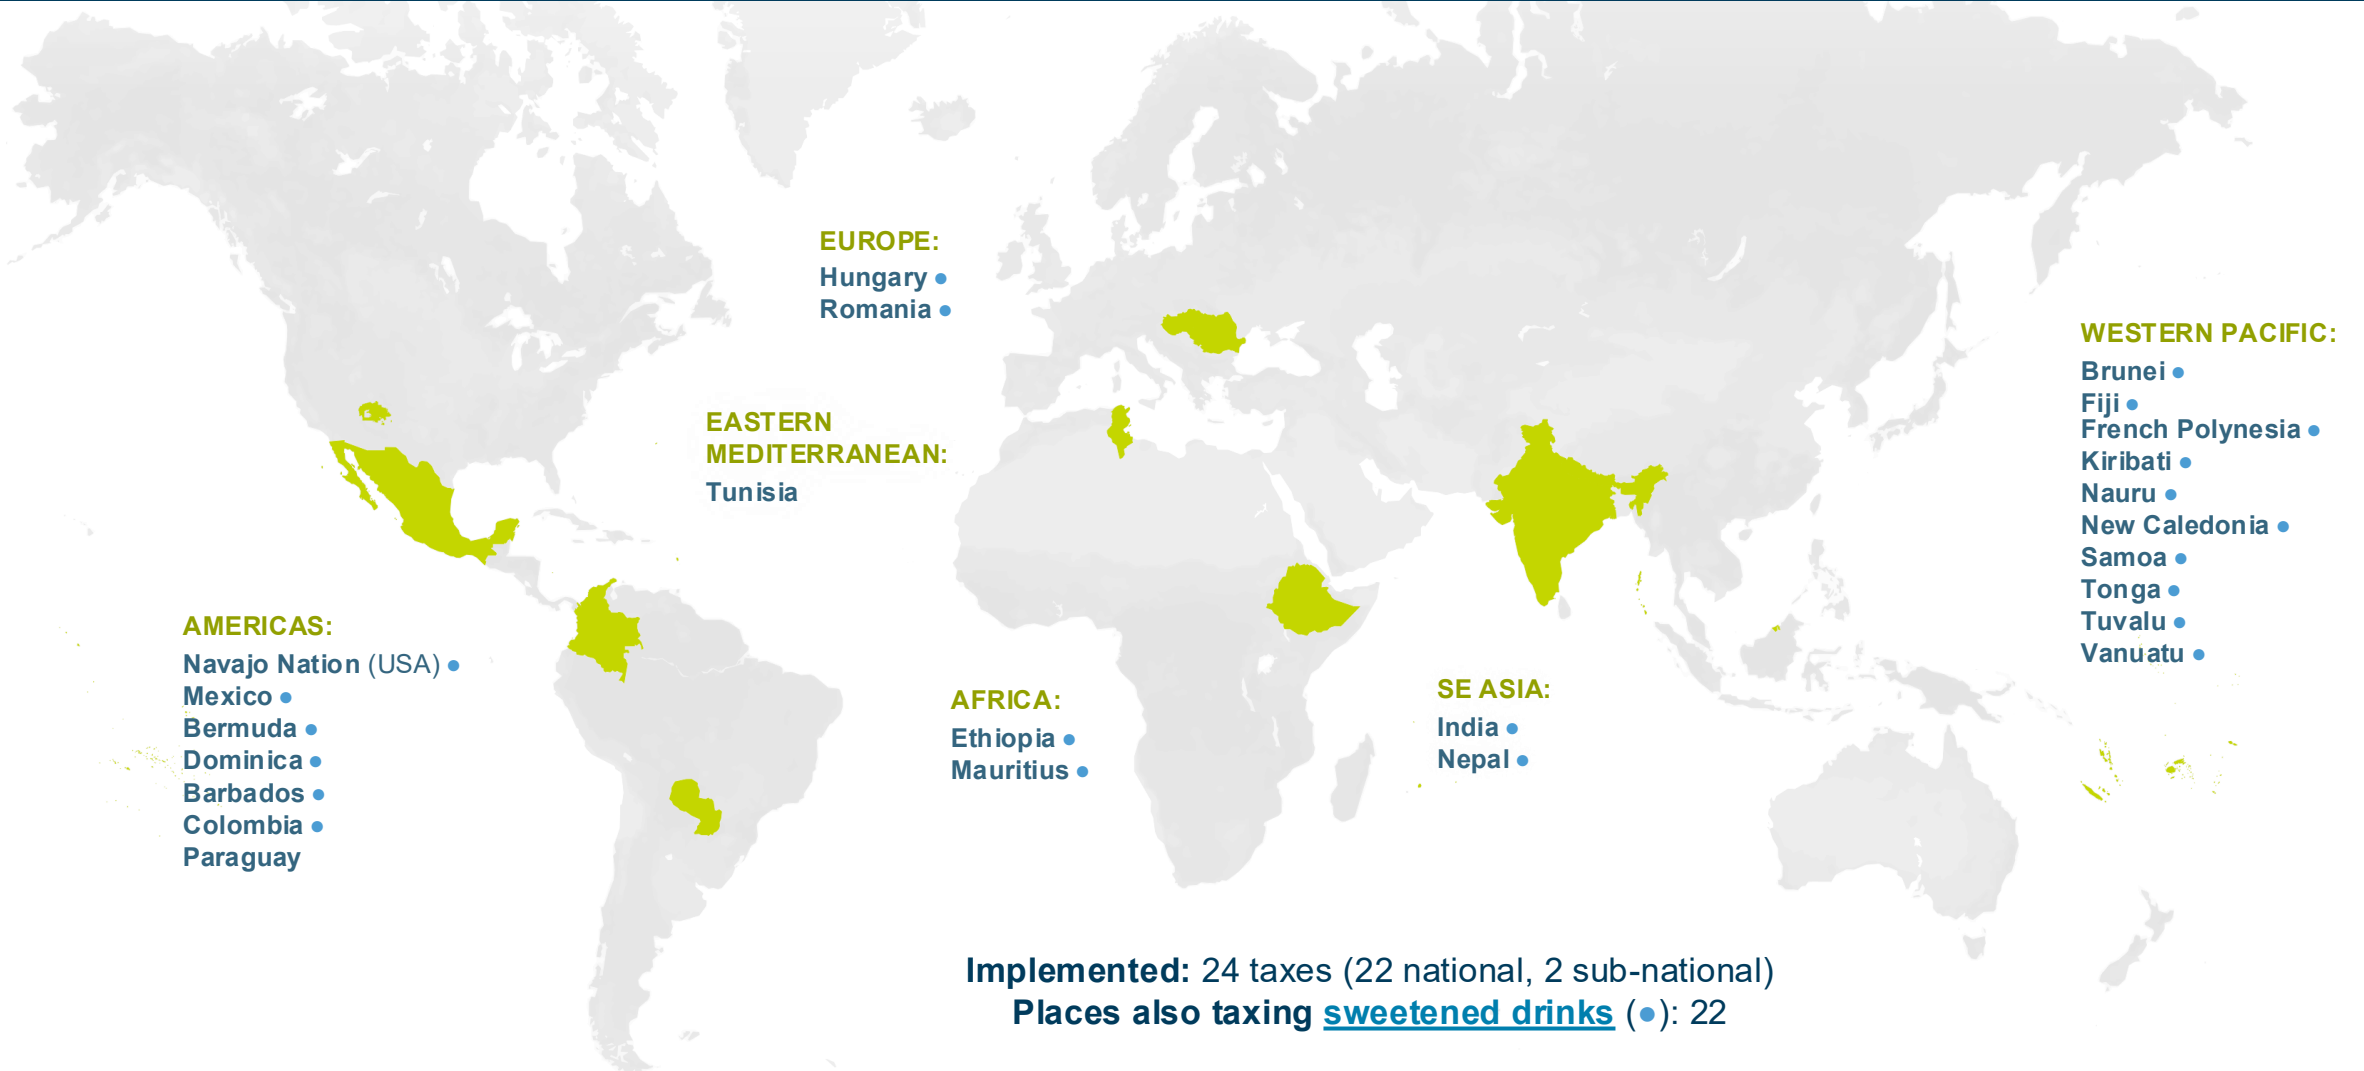 EUROPE:
Hungary ●
Romania ●
EASTERN
MEDITERRANEAN:
Tunisia
WESTERN PACIFIC:
Brunei ●
Fiji ●
French Polynesia ●
Kiribati ●
Nauru ●
New Caledonia ●
Samoa ●
Tonga ●
Tuvalu ●
Vanuatu ●
AMERICAS:
Navajo Nation (USA) ●
Mexico ●
Bermuda ●
Dominica ●
Barbados ●
Colombia ●
Paraguay
AFRICA:
Ethiopia ●
Mauritius ●
SE ASIA:
India ●
Nepal ●
Implemented: 24 taxes (22 national, 2 sub-national)
Places also taxing sweetened drinks (●): 22